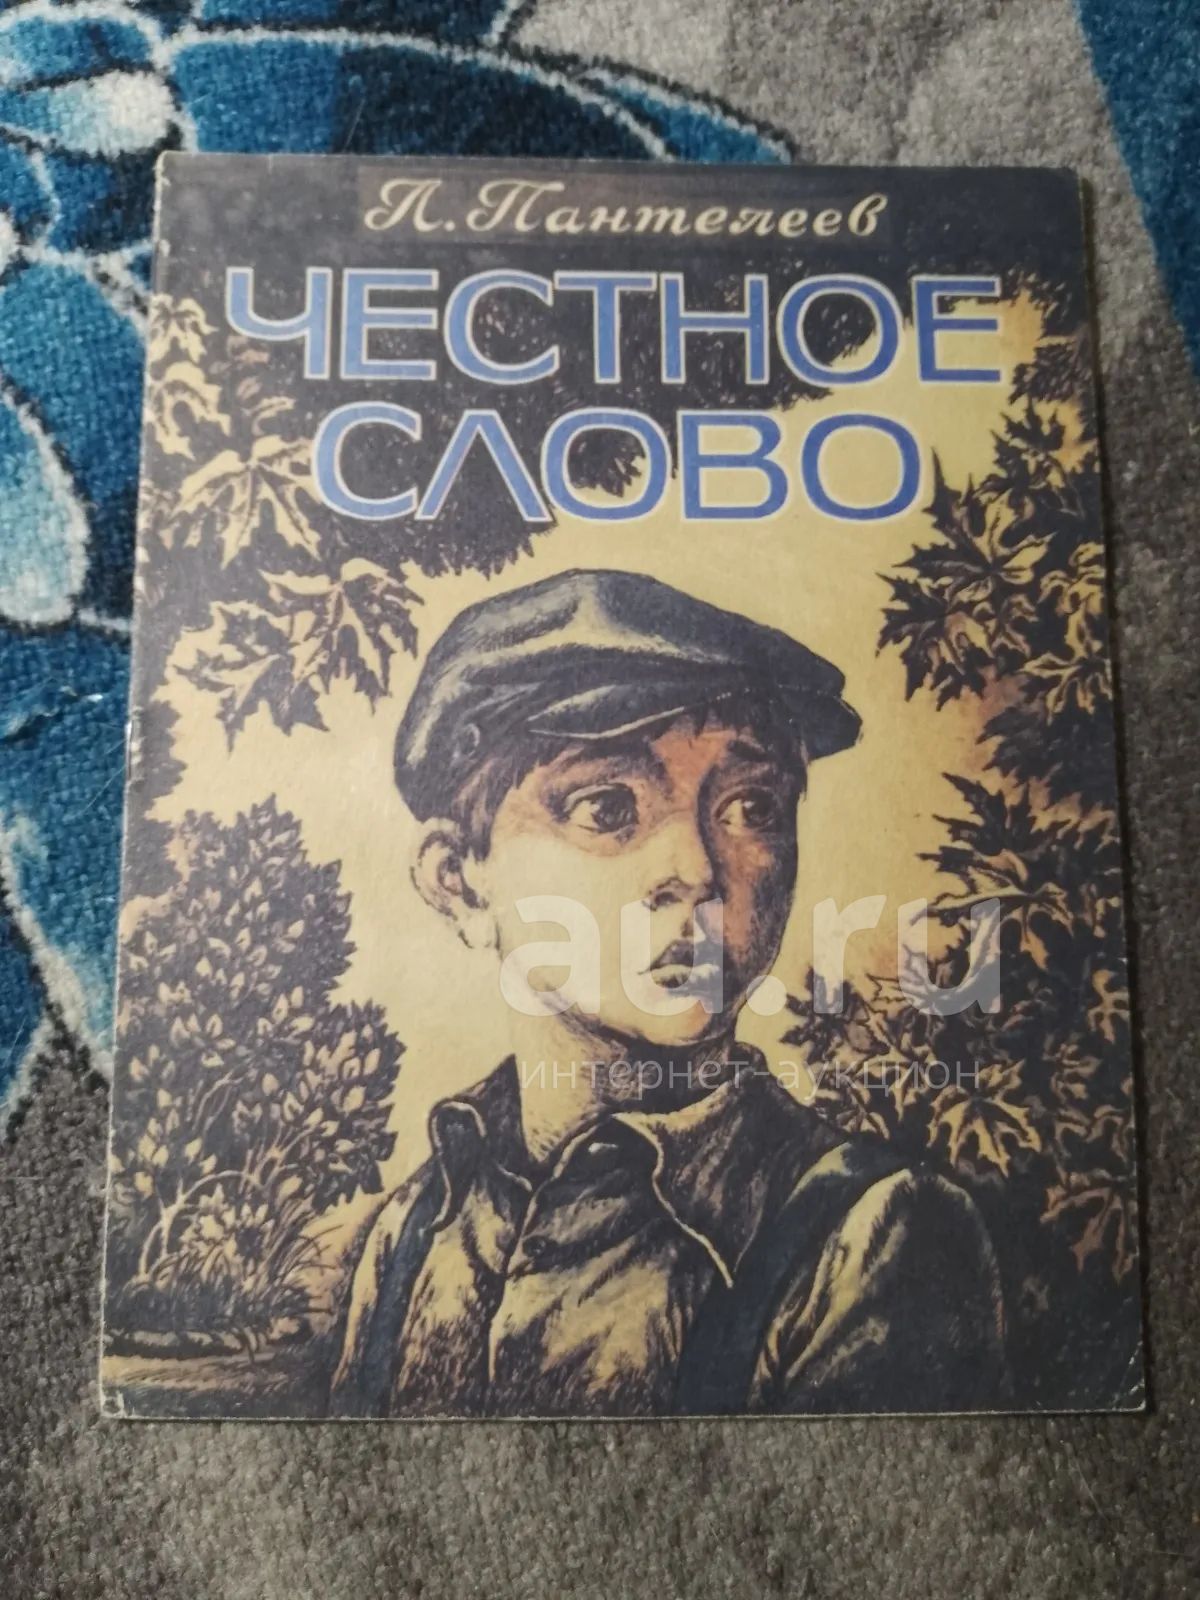 Л. Пантелеев
ЧЕСТНОЕ
СЛОВО
au.ru
интернет-аукцион